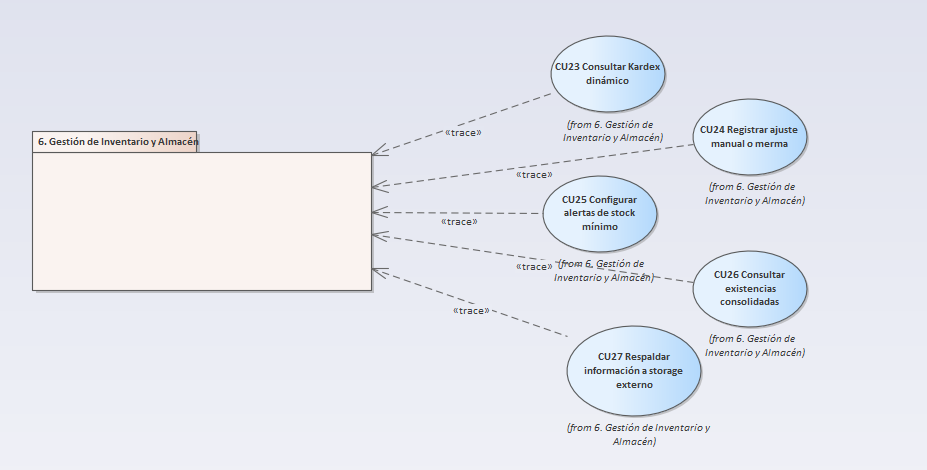 CU23 Consultar Kardex
dinámico
«trace»
(from 6. Gestión de
Inventario y Almacén)
6. Gestión de Inventario y Almacén
CU24 Registrar ajuste
manual o merma
«trace»
(from 6. Gestión de
Inventario y Almacén)
CU25 Configurar
alertas de stock
mínimo
«trace»
(from 6. Gestión de
Inventario y Almacén)
«trace»
CU26 Consultar
existencias
consolidadas
(from 6. Gestión de
Inventario y Almacén)
«trace»
CU27 Respaldar
información a storage
externo
(from 6. Gestión de Inventario y
Almacén)